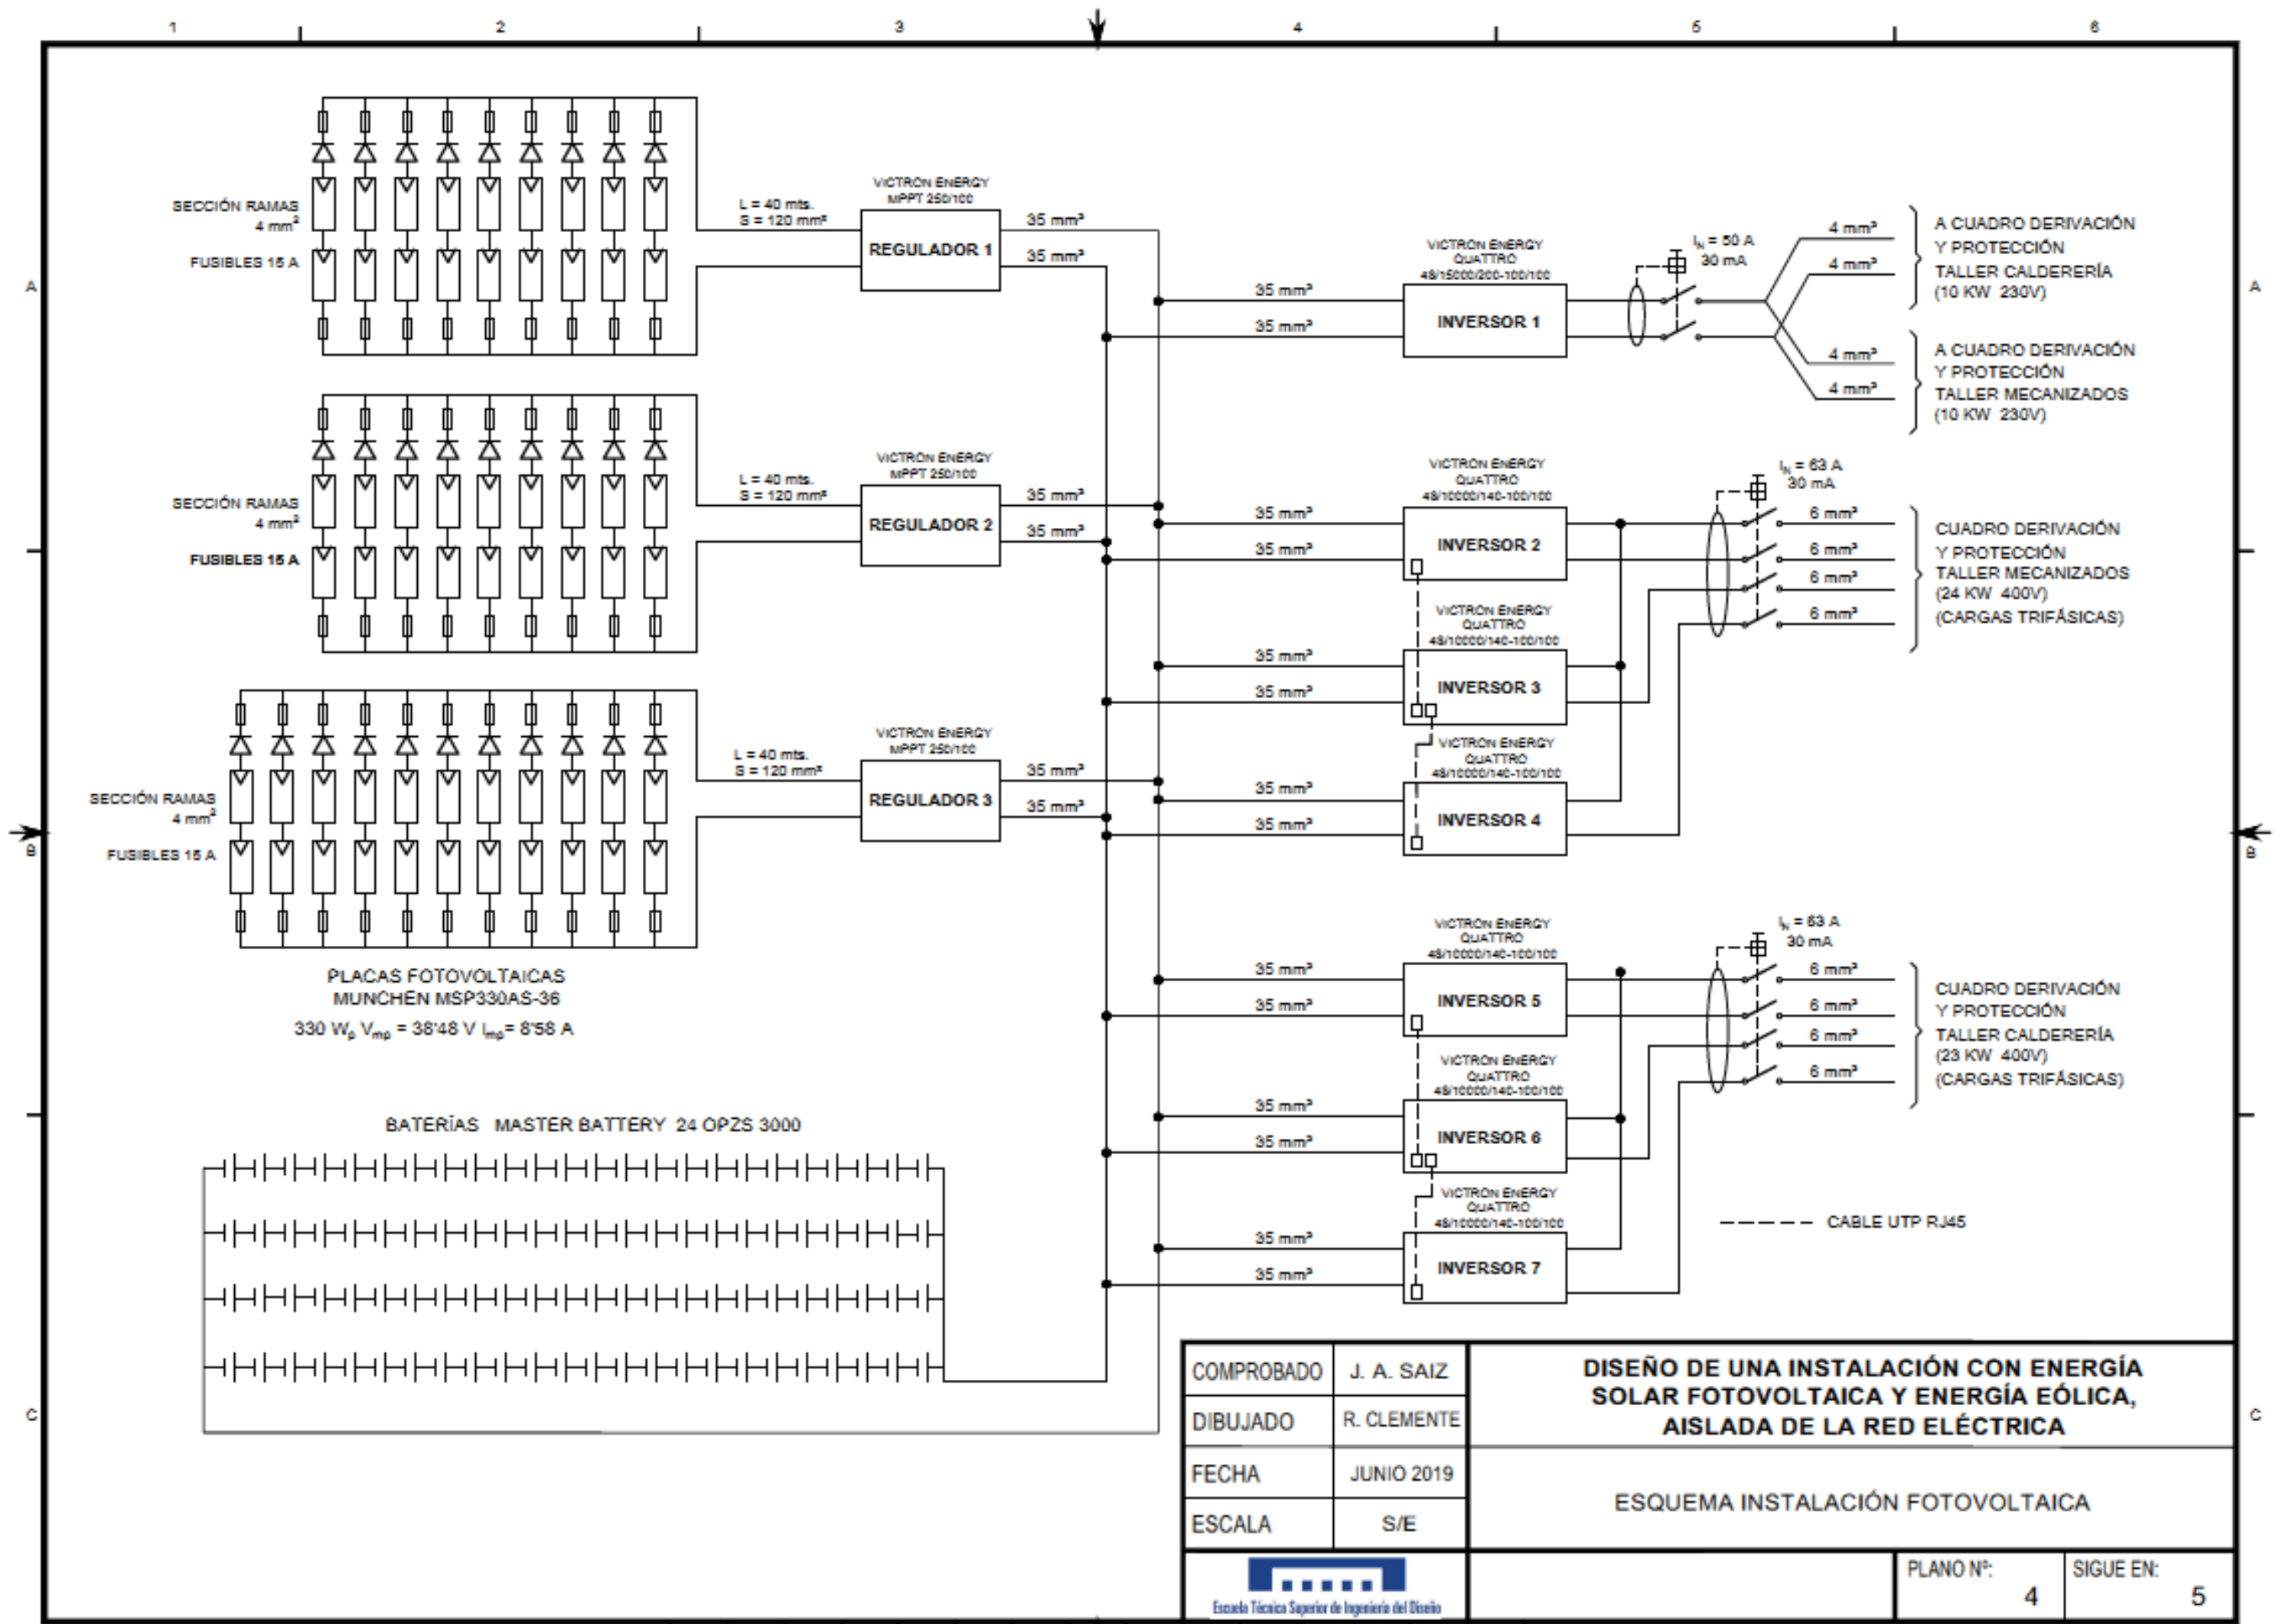 1 2 3 4 5 6
A
B
C
A
B
C
SECCIÓN RAMAS
4 mm²
FUSIBLES 15 A
L = 40 mts.
S = 120 mm²
VICTRON ENERGY
MPPT 250/100
REGULADOR 1
35 mm²
35 mm²
SECCIÓN RAMAS
4 mm²
FUSIBLES 15 A
L = 40 mts.
S = 120 mm²
VICTRON ENERGY
MPPT 250/100
REGULADOR 2
35 mm²
35 mm²
SECCIÓN RAMAS
4 mm²
FUSIBLES 15 A
L = 40 mts.
S = 120 mm²
VICTRON ENERGY
MPPT 250/100
REGULADOR 3
35 mm²
35 mm²
PLACAS FOTOVOLTAICAS
MUNCHEN MSP330AS-36
330 Wp Vmp = 38'48 V Imp= 8'58 A
BATERÍAS MASTER BATTERY 24 OPZS 3000
35 mm²
35 mm²
VICTRON ENERGY
QUATTRO
48/15000/200-100/100
INVERSOR 1
IN = 50 A
30 mA
4 mm²
4 mm²
A CUADRO DERIVACIÓN
Y PROTECCIÓN
TALLER CALDERERÍA
(10 KW 230V)
4 mm²
4 mm²
A CUADRO DERIVACIÓN
Y PROTECCIÓN
TALLER MECANIZADOS
(10 KW 230V)
35 mm²
35 mm²
VICTRON ENERGY
QUATTRO
48/10000/140-100/100
INVERSOR 2
35 mm²
35 mm²
VICTRON ENERGY
QUATTRO
48/10000/140-100/100
INVERSOR 3
35 mm²
35 mm²
VICTRON ENERGY
QUATTRO
48/10000/140-100/100
INVERSOR 4
IN = 63 A
30 mA
6 mm²
6 mm²
6 mm²
6 mm²
CUADRO DERIVACIÓN
Y PROTECCIÓN
TALLER MECANIZADOS
(24 KW 400V)
(CARGAS TRIFÁSICAS)
35 mm²
35 mm²
VICTRON ENERGY
QUATTRO
48/10000/140-100/100
INVERSOR 5
35 mm²
35 mm²
VICTRON ENERGY
QUATTRO
48/10000/140-100/100
INVERSOR 6
35 mm²
35 mm²
VICTRON ENERGY
QUATTRO
48/10000/140-100/100
INVERSOR 7
IN = 63 A
30 mA
6 mm²
6 mm²
6 mm²
6 mm²
CUADRO DERIVACIÓN
Y PROTECCIÓN
TALLER CALDERERÍA
(23 KW 400V)
(CARGAS TRIFÁSICAS)
CABLE UTP RJ45
COMPROBADO J. A. SAIZ
DIBUJADO R. CLEMENTE
FECHA JUNIO 2019
ESCALA S/E
DISEÑO DE UNA INSTALACIÓN CON ENERGÍA
SOLAR FOTOVOLTAICA Y ENERGÍA EÓLICA,
AISLADA DE LA RED ELÉCTRICA
ESQUEMA INSTALACIÓN FOTOVOLTAICA
Escuela Técnica Superior de Ingeniería del Diseño
PLANO Nº: 4
SIGUE EN: 5